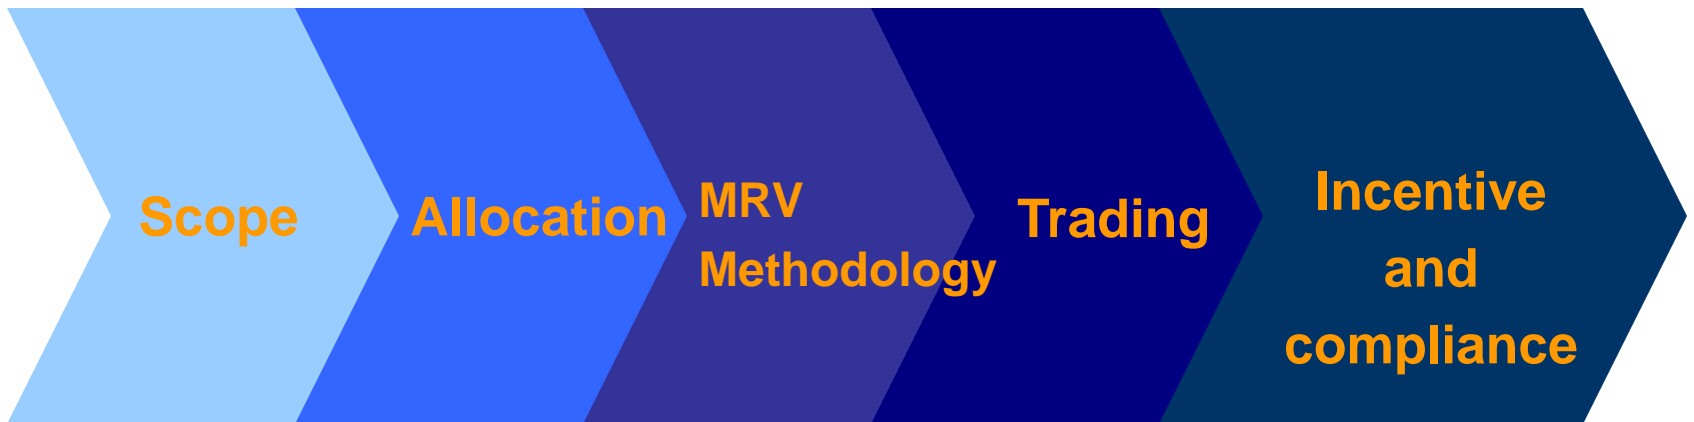 Scope
Allocation
MRV
Methodology
Trading
Incentive
and
compliance